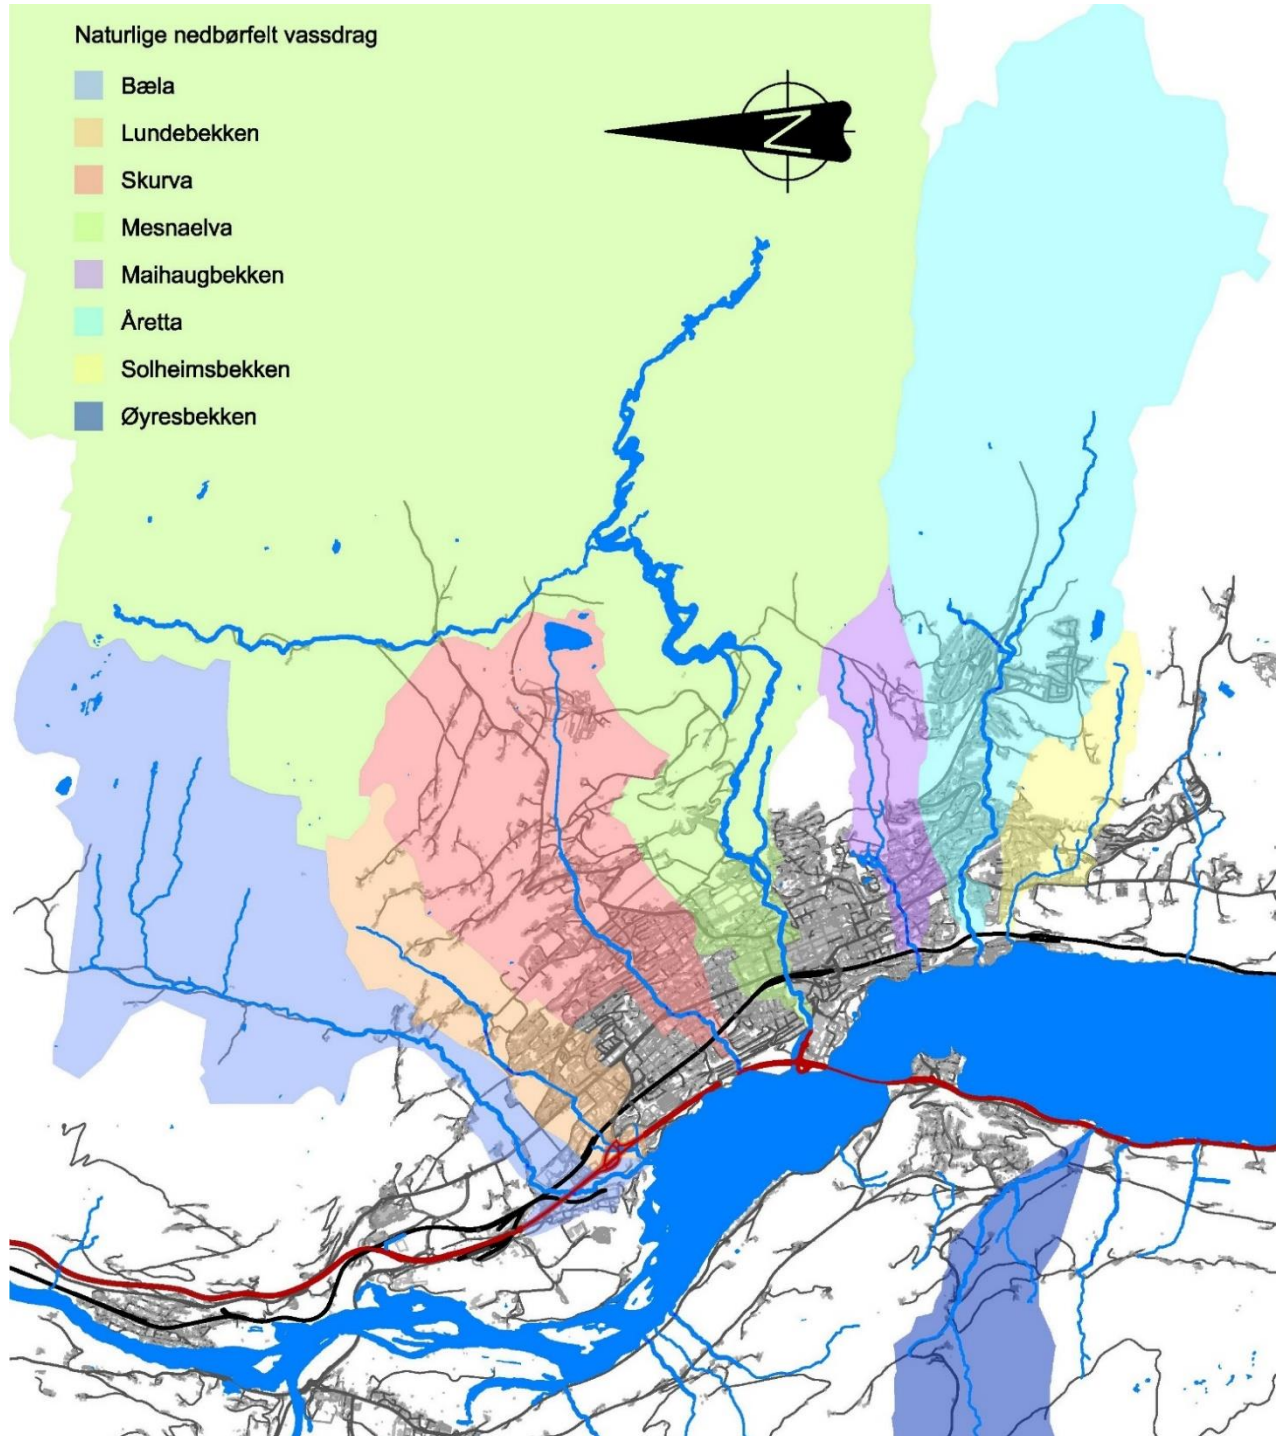 Naturlige nedbørfelt vassdrag
Bæla
Lundebekken
Skurva
Mesnaelva
Maihaugbekken
Åretta
Solheimsbekken
Øyresbekken
N